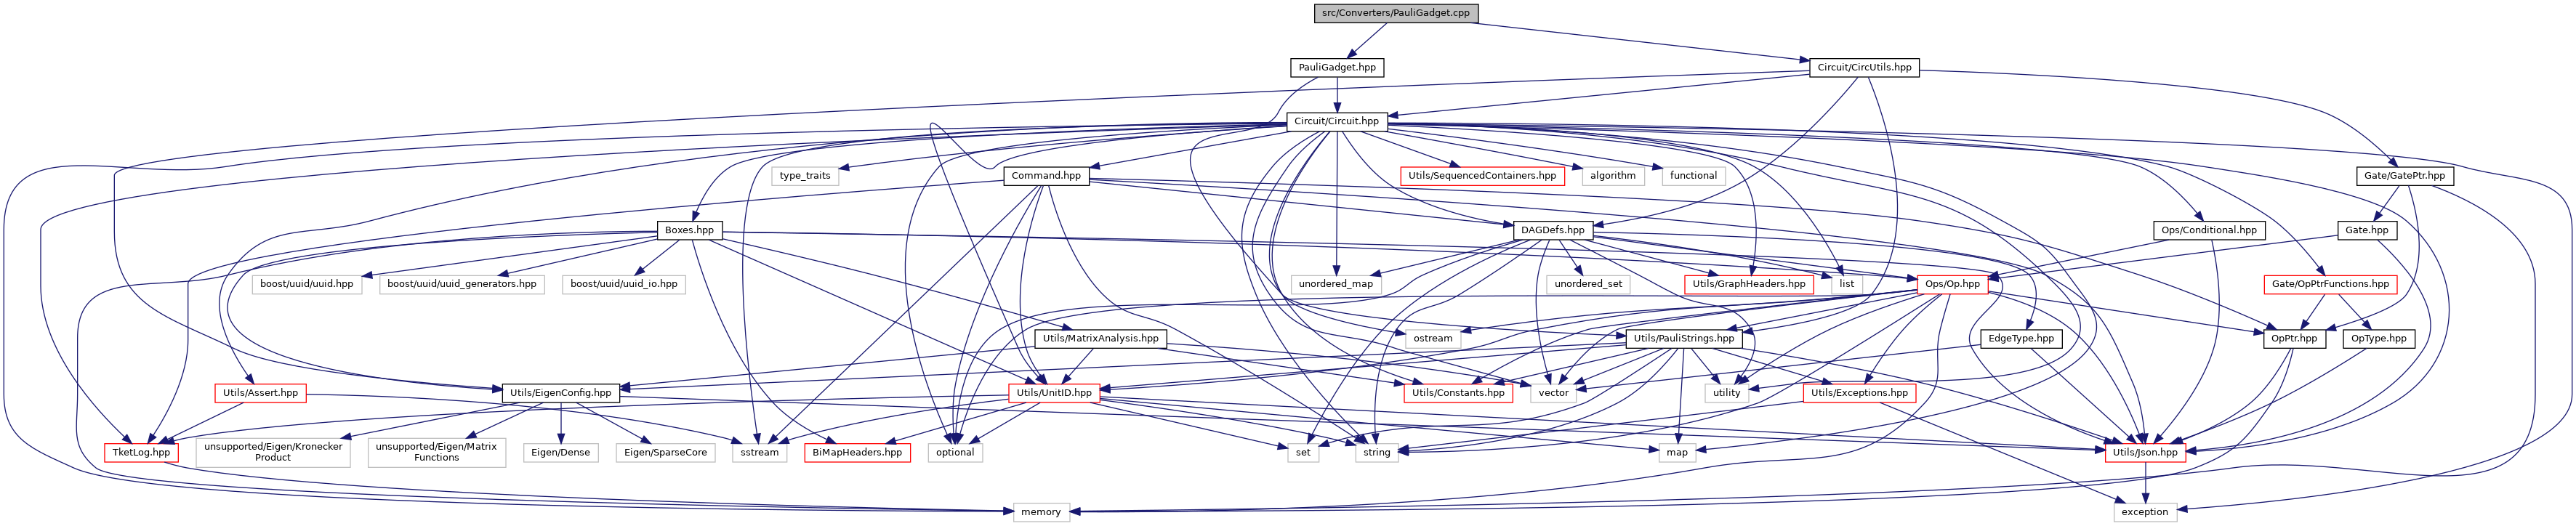 src/Converters/PauliGadget.cpp
PauliGadget.hpp
Circuit/CircUtils.hpp
Circuit/Circuit.hpp
type_traits
Command.hpp
Utils/SequencedContainers.hpp
algorithm
functional
Gate/GatePtr.hpp
Boxes.hpp
DAGDefs.hpp
Ops/Conditional.hpp
Gate.hpp
boost/uuid/uuid.hpp
boost/uuid/uuid_generators.hpp
boost/uuid/uuid_io.hpp
unordered_map
unordered_set
Utils/GraphHeaders.hpp
list
Ops/Op.hpp
Gate/OpPtrFunctions.hpp
Utils/MatrixAnalysis.hpp
ostream
Utils/PauliStrings.hpp
EdgeType.hpp
OpPtr.hpp
OpType.hpp
Utils/Assert.hpp
Utils/EigenConfig.hpp
Utils/UnitID.hpp
Utils/Constants.hpp
vector
utility
Utils/Exceptions.hpp
TketLog.hpp
unsupported/Eigen/Kronecker
Product
unsupported/Eigen/Matrix
Functions
Eigen/Dense
Eigen/SparseCore
sstream
BiMapHeaders.hpp
optional
set
string
map
Utils/Json.hpp
memory
exception